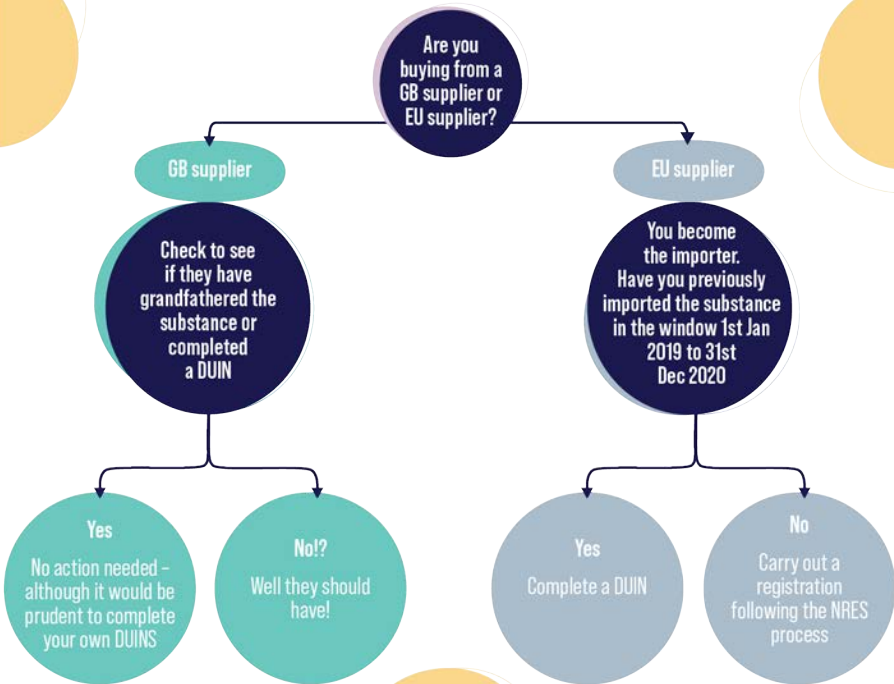 Are you
buying from a
GB supplier or
EU supplier?
GB supplier
EU supplier
Check to see
if they have
grandfathered the
substance or
completed
a DUIN
You become
the importer.
Have you previously
imported the substance
in the window 1st Jan
2019 to 31st
Dec 2020
Yes
No action needed –
although it would be
prudent to complete
your own DUINS
No!?
Well they should
have!
Yes
Complete a DUIN
No
Carry out a
registration
following the NRES
process